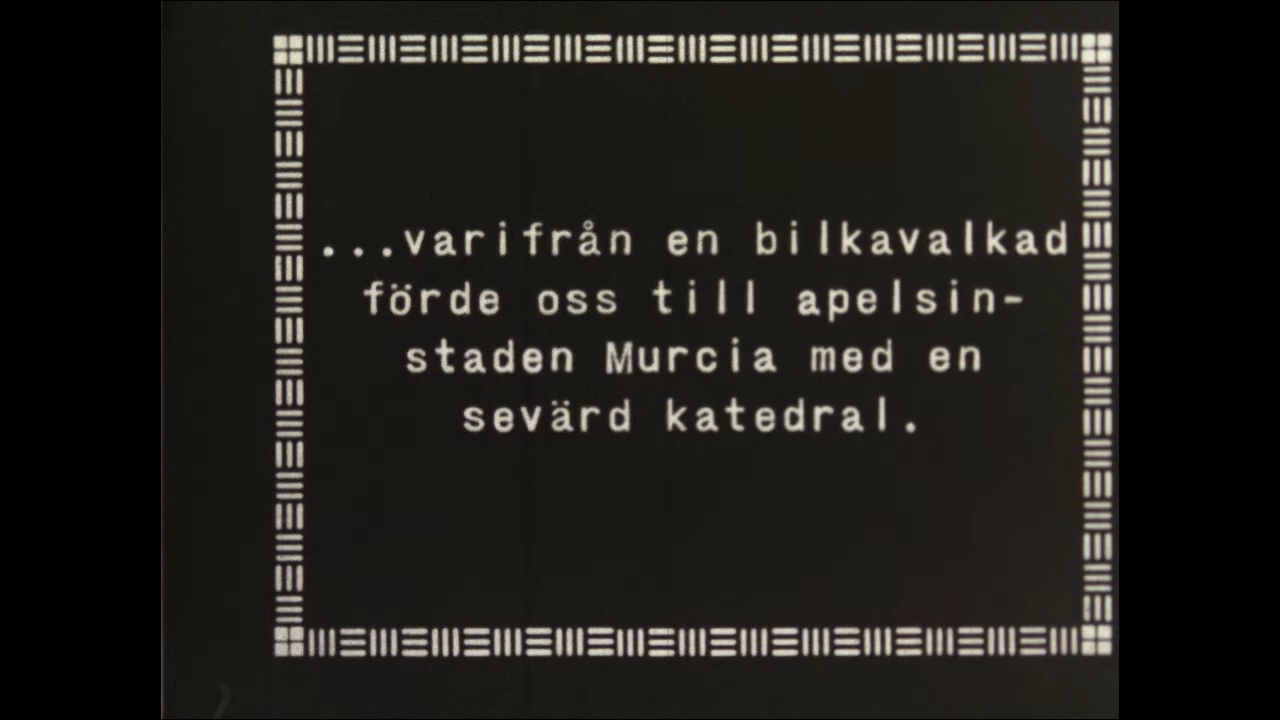 ...varifrån en bilkavalkad
förde oss till apelsin-
staden Murcia med en
sevärd katedral.